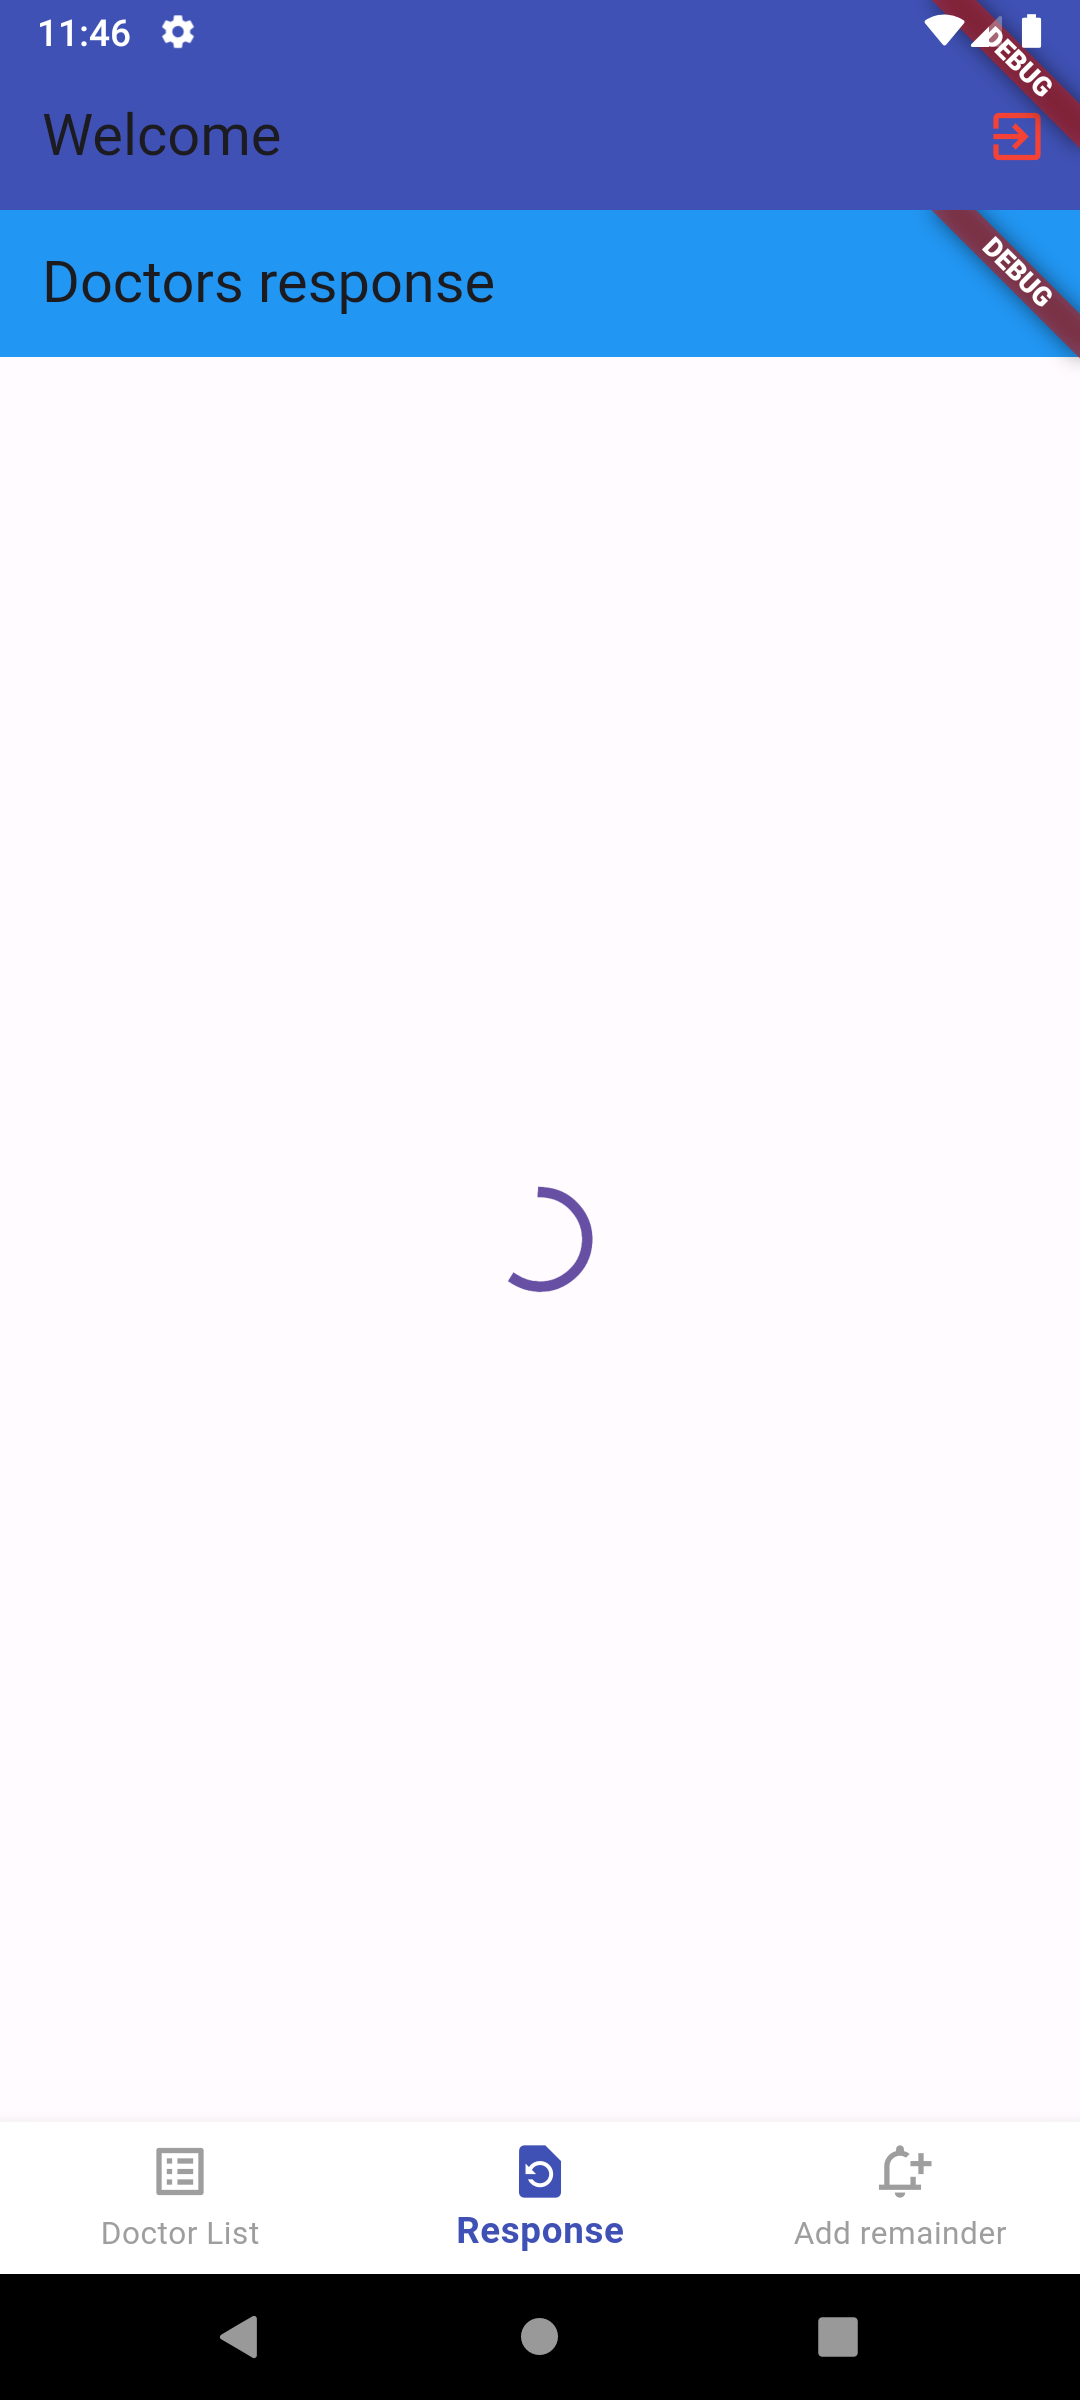 11:46
DEBUG
Welcome
Doctors response
DEBUG
Doctor List
Response
Add remainder